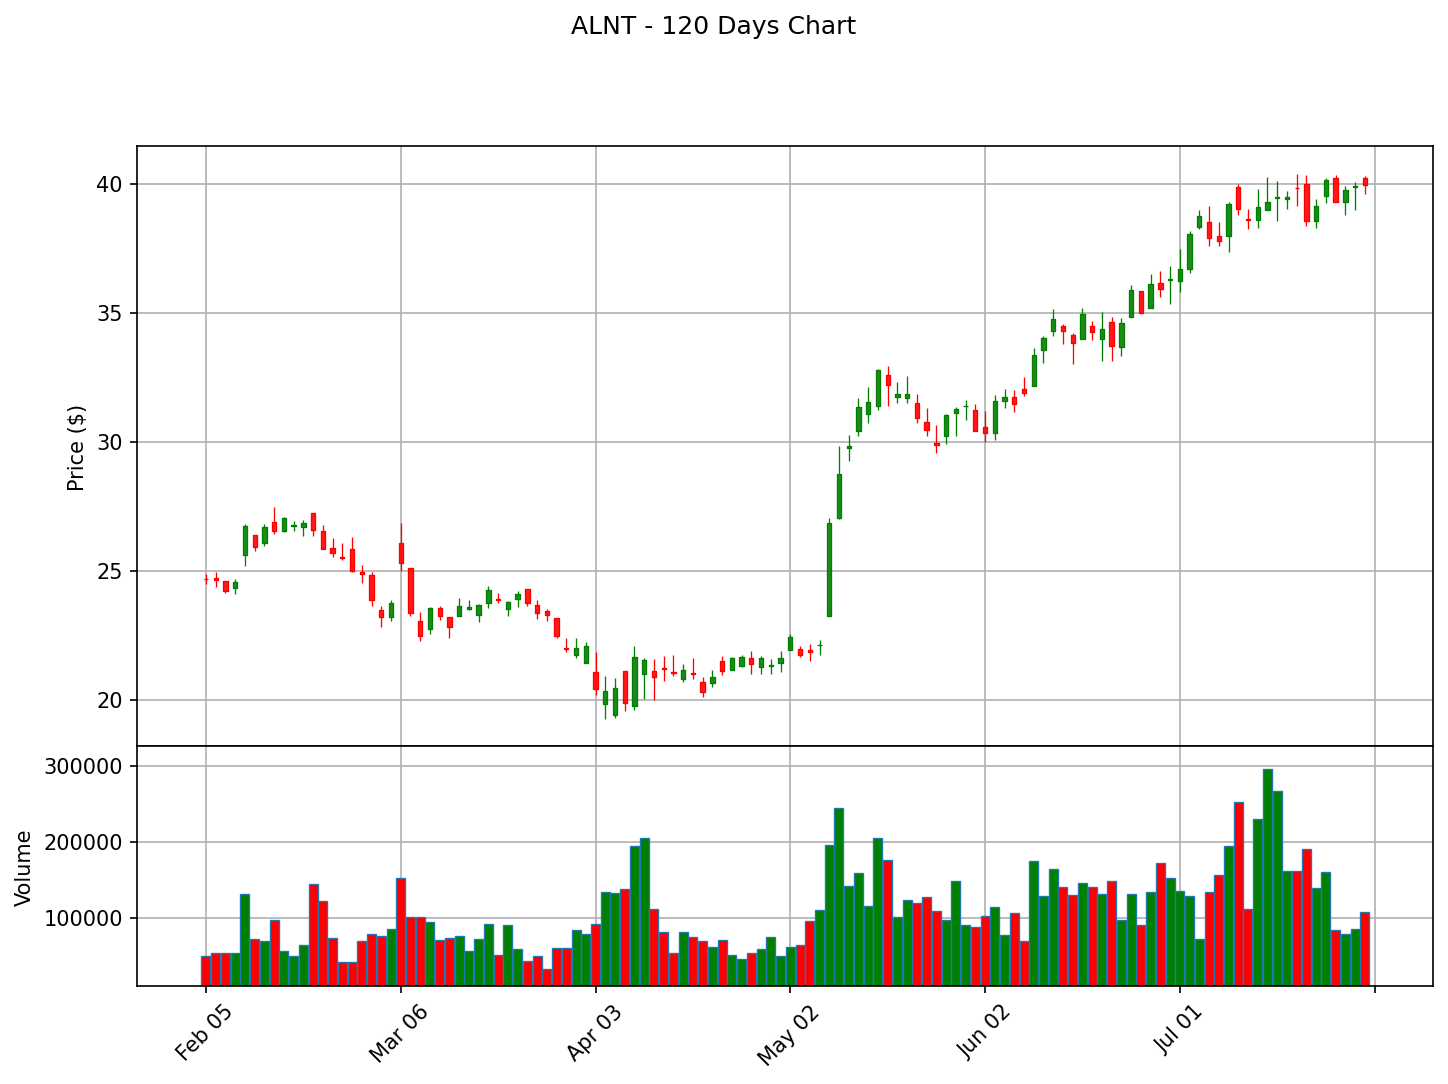 ALNT - 120 Days Chart
40
35
30
25
20
Price ($)
300000
200000
100000
Volume
Feb 05
Mar 06
Apr 03
May 02
Jun 02
Jul 01